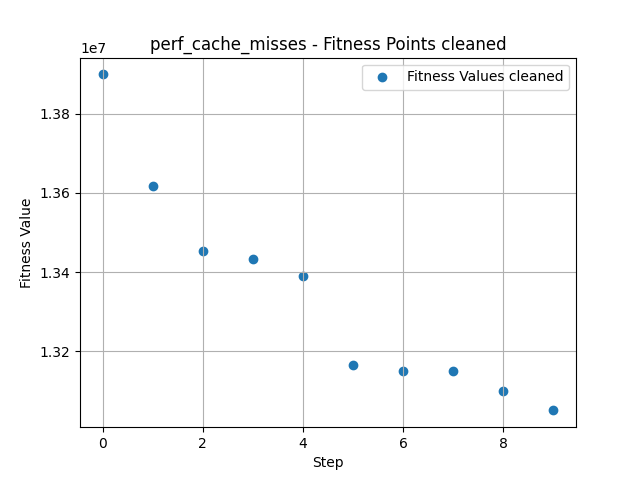 perf_cache_misses - Fitness Points cleaned
1e7
Fitness Values cleaned
1.38
1.36
1.34
1.32
Fitness Value
0 2 4 6 8
Step